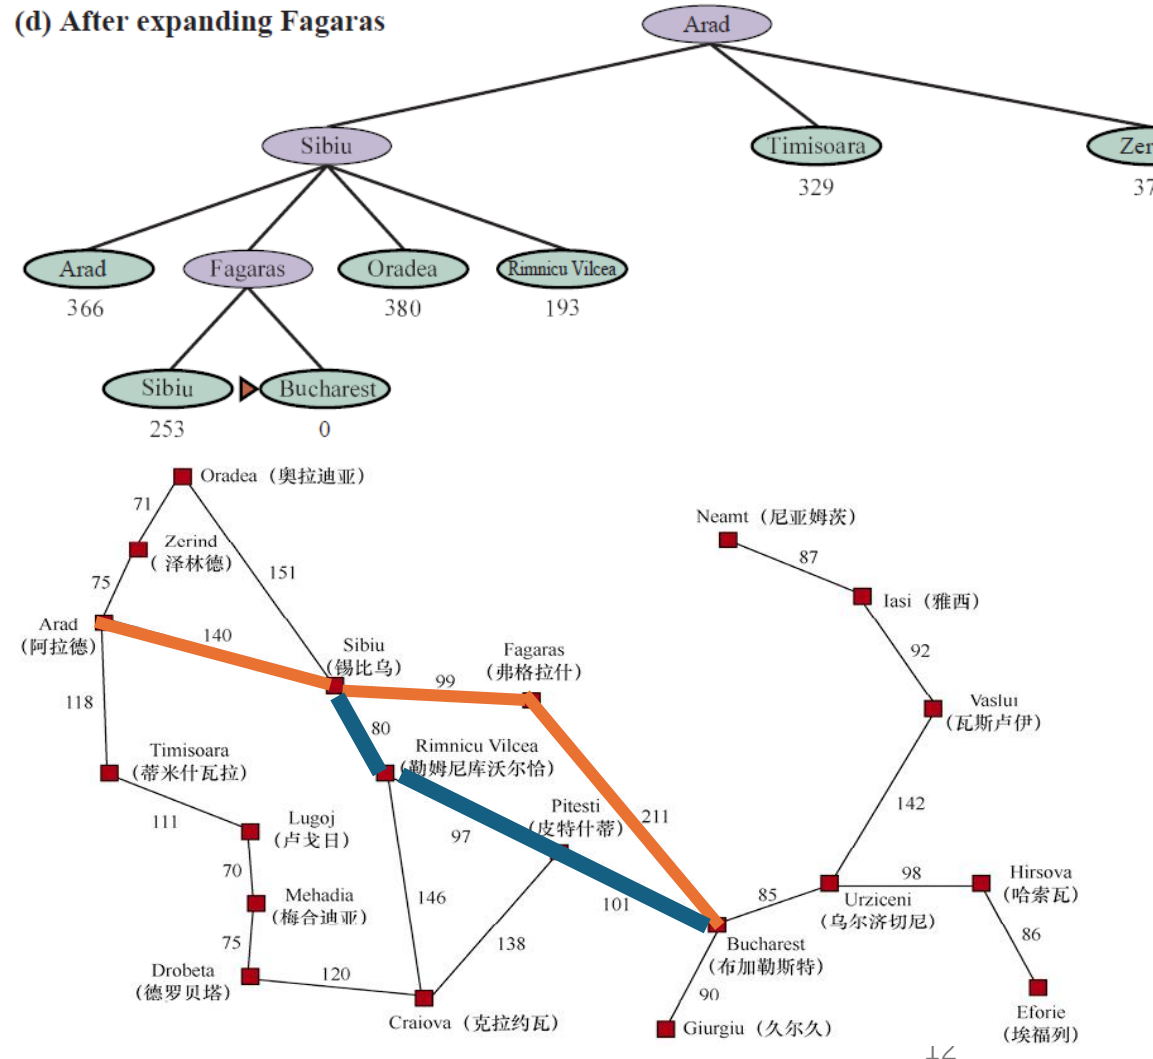 (d) After expanding Fagaras
Arad
Sibiu
Timisoara
Zer
329
37
Arad
Fagaras
Oradea
Rimnicu Vilcea
366
380
193
Sibiu
Bucharest
253
0
Oradea（奥拉迪亚）
71
Neamt（尼亚姆茨）
Zerind
（泽林德）
87
75
151
Iasi（雅西）
Arad
（阿拉德）
140
Sibiu
（锡比乌）
Fagaras
（弗格拉什）
92
99
118
80
Vaslui
（瓦斯卢伊）
Timisoara
（蒂米什瓦拉）
Rimnicu Vilcea
（勒姆尼库沃尔恰）
142
111
Lugoj
（卢戈日）
Pitesti
（皮特什蒂）
211
97
70
Mehadia
（梅合迪亚）
146
101
85
98
Hirsova
（哈索瓦）
Urziceni
（乌尔济切尼）
75
138
Bucharest
（布加勒斯特）
86
Drobeta
（德罗贝塔）
120
90
Craiova（克拉约瓦）
Giurgiu（久尔久）
Eforie
（埃福列）
12